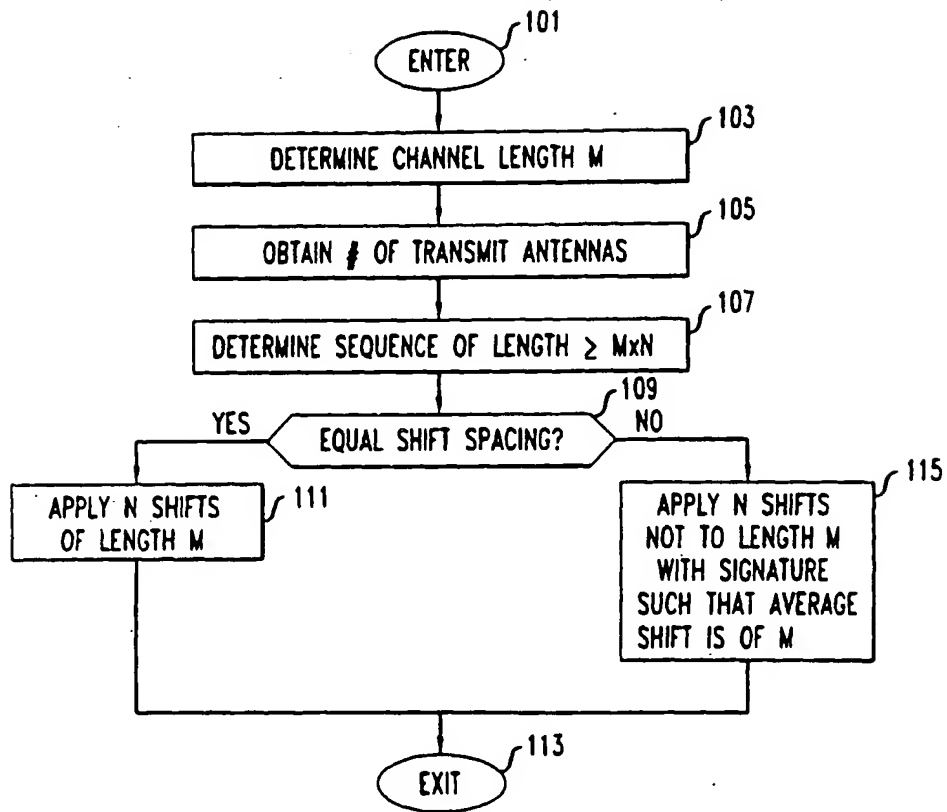 101
ENTER
103
DETERMINE CHANNEL LENGTH M
105
OBTAIN # OF TRANSMIT ANTENNAS
107
DETERMINE SEQUENCE OF LENGTH ≥ MxN
109
YES
EQUAL SHIFT SPACING?
NO
111
APPLY N SHIFTS
OF LENGTH M
115
APPLY N SHIFTS
NOT TO LENGTH M
WITH SIGNATURE
SUCH THAT AVERAGE
SHIFT IS OF M
113
EXIT